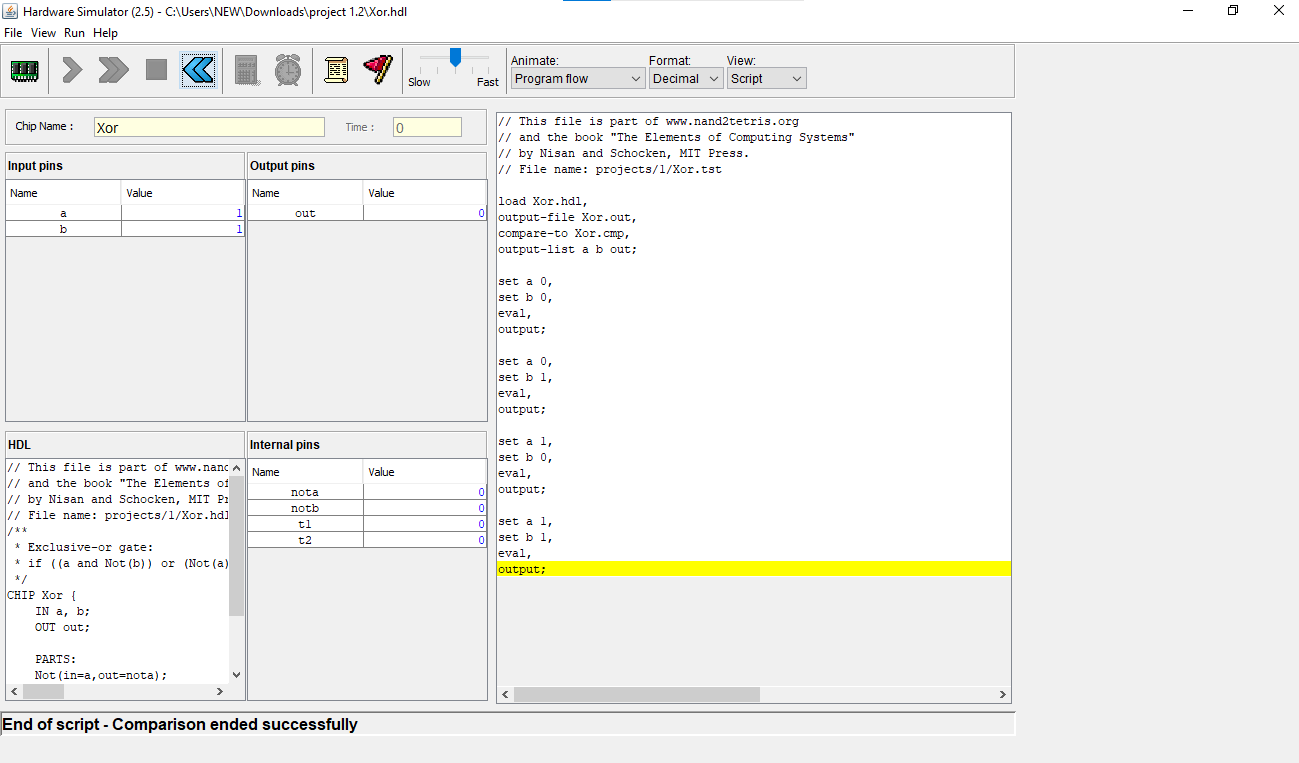 Hardware Simulator (2.5) - C:\Users\NEW\Downloads\project 1.2\Xor.hdl
File View Run Help
Slow Fast
Animate: Format: View:
Program flow Decimal Script
Chip Name : Xor Time : 0
Input pins
Name Value
a 1
b 1
Output pins
Name Value
out 0
HDL
// This file is part of www.nand
// and the book "The Elements of
// by Nisan and Schocken, MIT Pr
// File name: projects/1/Xor.hdl
/**
* Exclusive-or gate:
* if ((a and Not(b)) or (Not(a)
*/
CHIP Xor {
IN a, b;
OUT out;
PARTS:
Not(in=a,out=nota);
Internal pins
Name Value
nota 0
notb 0
t1 0
t2 0
// This file is part of www.nand2tetris.org
// and the book "The Elements of Computing Systems"
// by Nisan and Schocken, MIT Press.
// File name: projects/1/Xor.tst
load Xor.hdl,
output-file Xor.out,
compare-to Xor.cmp,
output-list a b out;
set a 0,
set b 0,
eval,
output;
set a 0,
set b 1,
eval,
output;
set a 1,
set b 0,
eval,
output;
set a 1,
set b 1,
eval,
output;
End of script - Comparison ended successfully